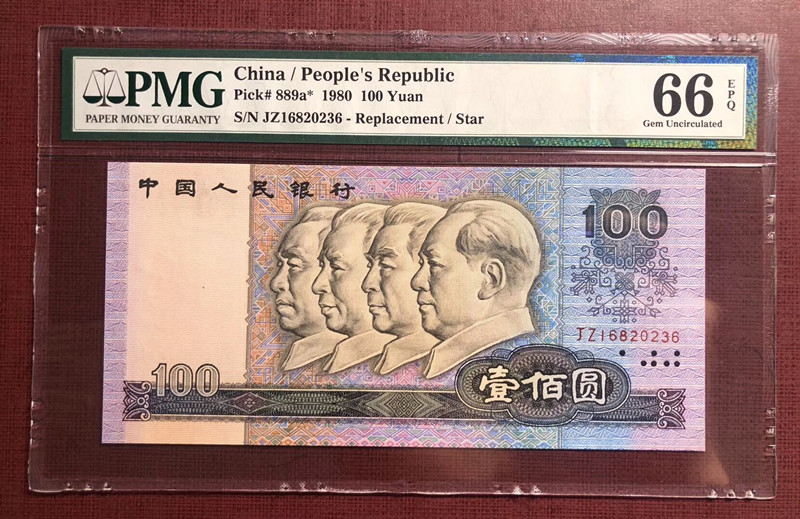 PMG
PAPER MONEY GUARANTY
China / People's Republic
Pick# 889a* 1980 100 Yuan
S/N JZ16820236 - Replacement / Star
66 EPQ
Gem Uncirculated
中国人民银行
100
JZ16820236
100
壹佰圆